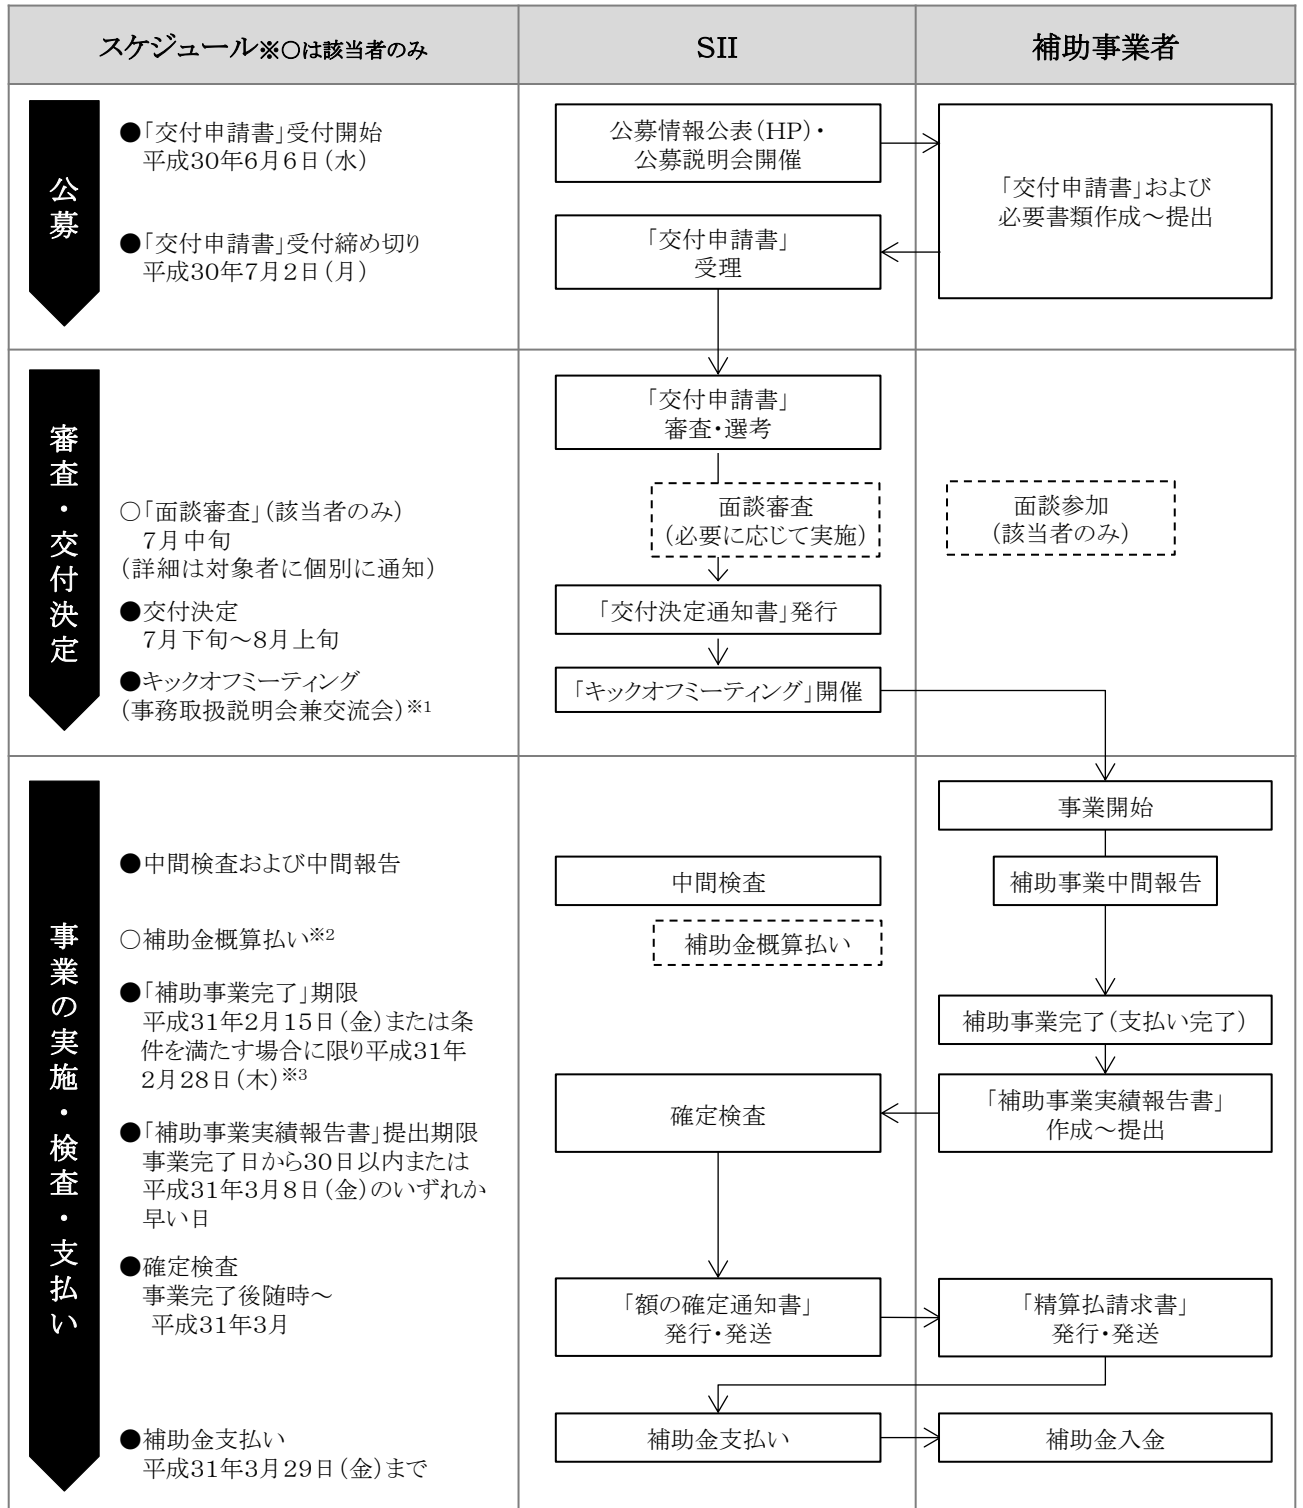 スケジュール※○は該当者のみ
SII
補助事業者
公募
●「交付申請書」受付開始
平成30年6月6日(水)
●「交付申請書」受付締め切り
平成30年7月2日(月)
公募情報公表(HP)・
公募説明会開催
「交付申請書」
受理
「交付申請書」および
必要書類作成～提出
審査・交付決定
○「面談審査」(該当者のみ)
7月中旬
(詳細は対象者に個別に通知)
●交付決定
7月下旬～8月上旬
●キックオフミーティング
(事務取扱説明会兼交流会)※1
「交付申請書」
審査・選考
面談審査
(必要に応じて実施)
「交付決定通知書」発行
「キックオフミーティング」開催
面談参加
(該当者のみ)
事業の実施・検査・支払い
●中間検査および中間報告
○補助金概算払い※2
●「補助事業完了」期限
平成31年2月15日(金)または条
件を満たす場合に限り平成31年
2月28日(木)※3
●「補助事業実績報告書」提出期限
事業完了日から30日以内または
平成31年3月8日(金)のいずれか
早い日
●確定検査
事業完了後随時～
平成31年3月
●補助金支払い
平成31年3月29日(金)まで
中間検査
補助金概算払い
確定検査
「額の確定通知書」
発行・発送
補助金支払い
事業開始
補助事業中間報告
補助事業完了(支払い完了)
「補助事業実績報告書」
作成～提出
「精算払請求書」
発行・発送
補助金入金